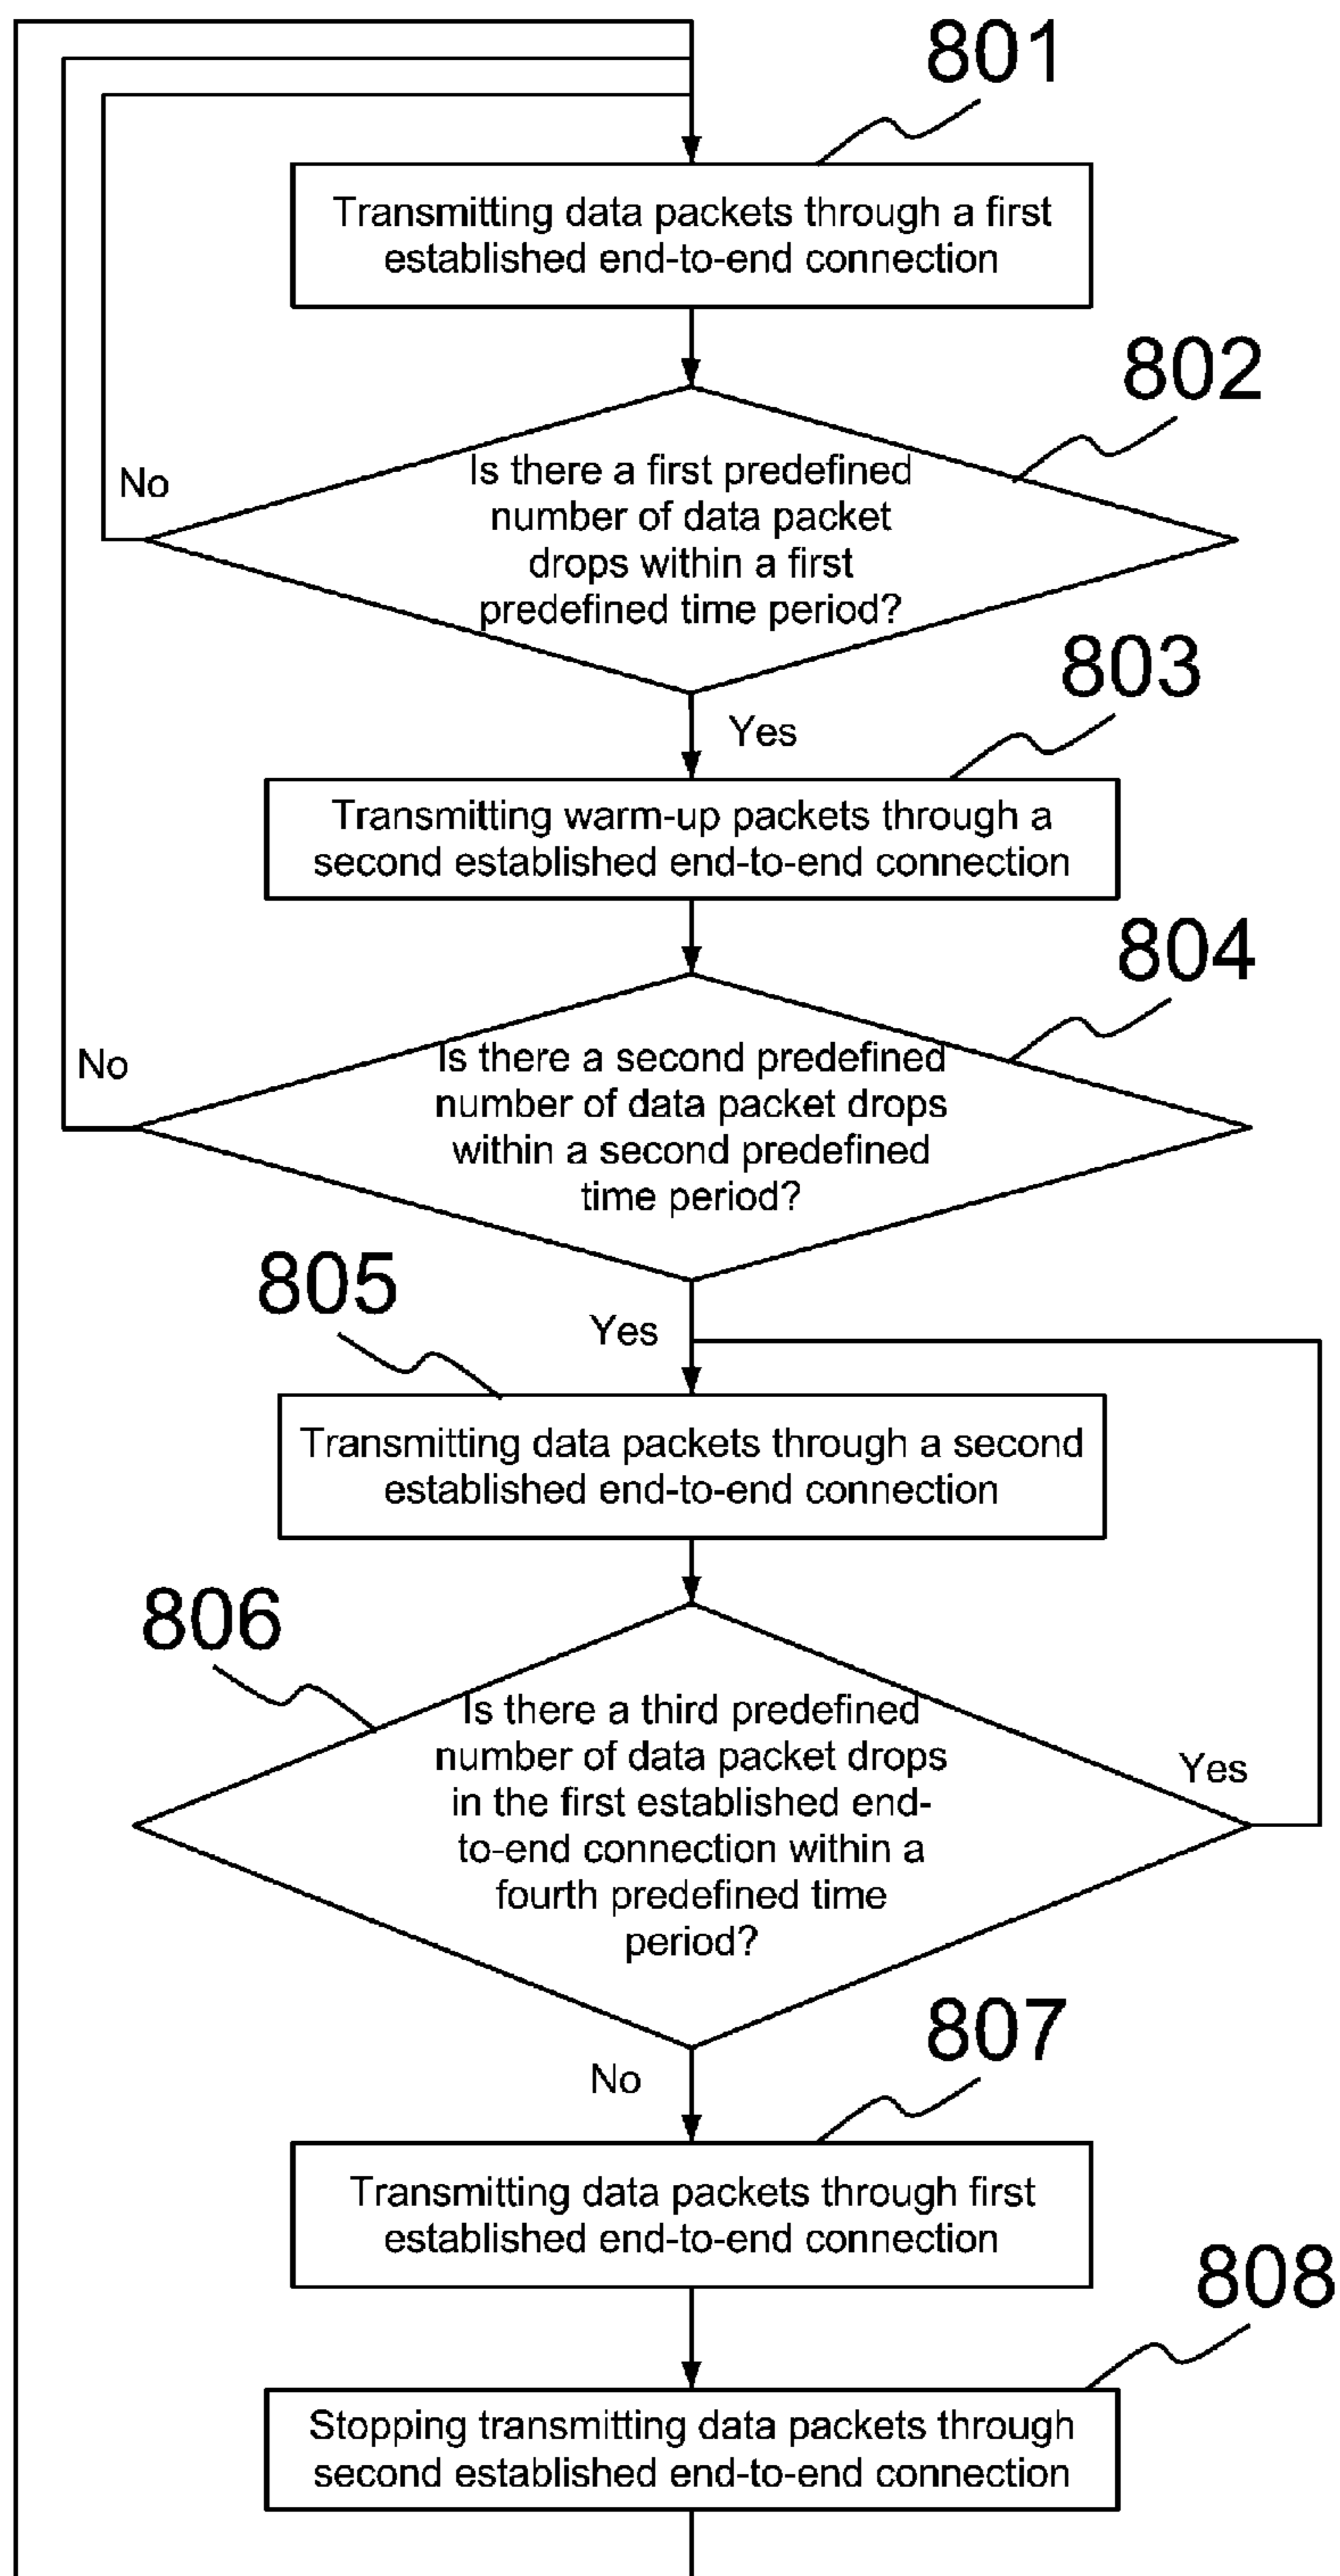 801
Transmitting data packets through a first
established end-to-end connection
802
No
Is there a first predefined
number of data packet
drops within a first
predefined time period?
803
Yes
Transmitting warm-up packets through a
second established end-to-end connection
804
No
Is there a second predefined
number of data packet drops
within a second predefined
time period?
805
Yes
Transmitting data packets through a second
established end-to-end connection
806
Is there a third predefined
number of data packet drops
in the first established end-
to-end connection within a
fourth predefined time
period?
Yes
807
No
Transmitting data packets through first
established end-to-end connection
808
Stopping transmitting data packets through
second established end-to-end connection